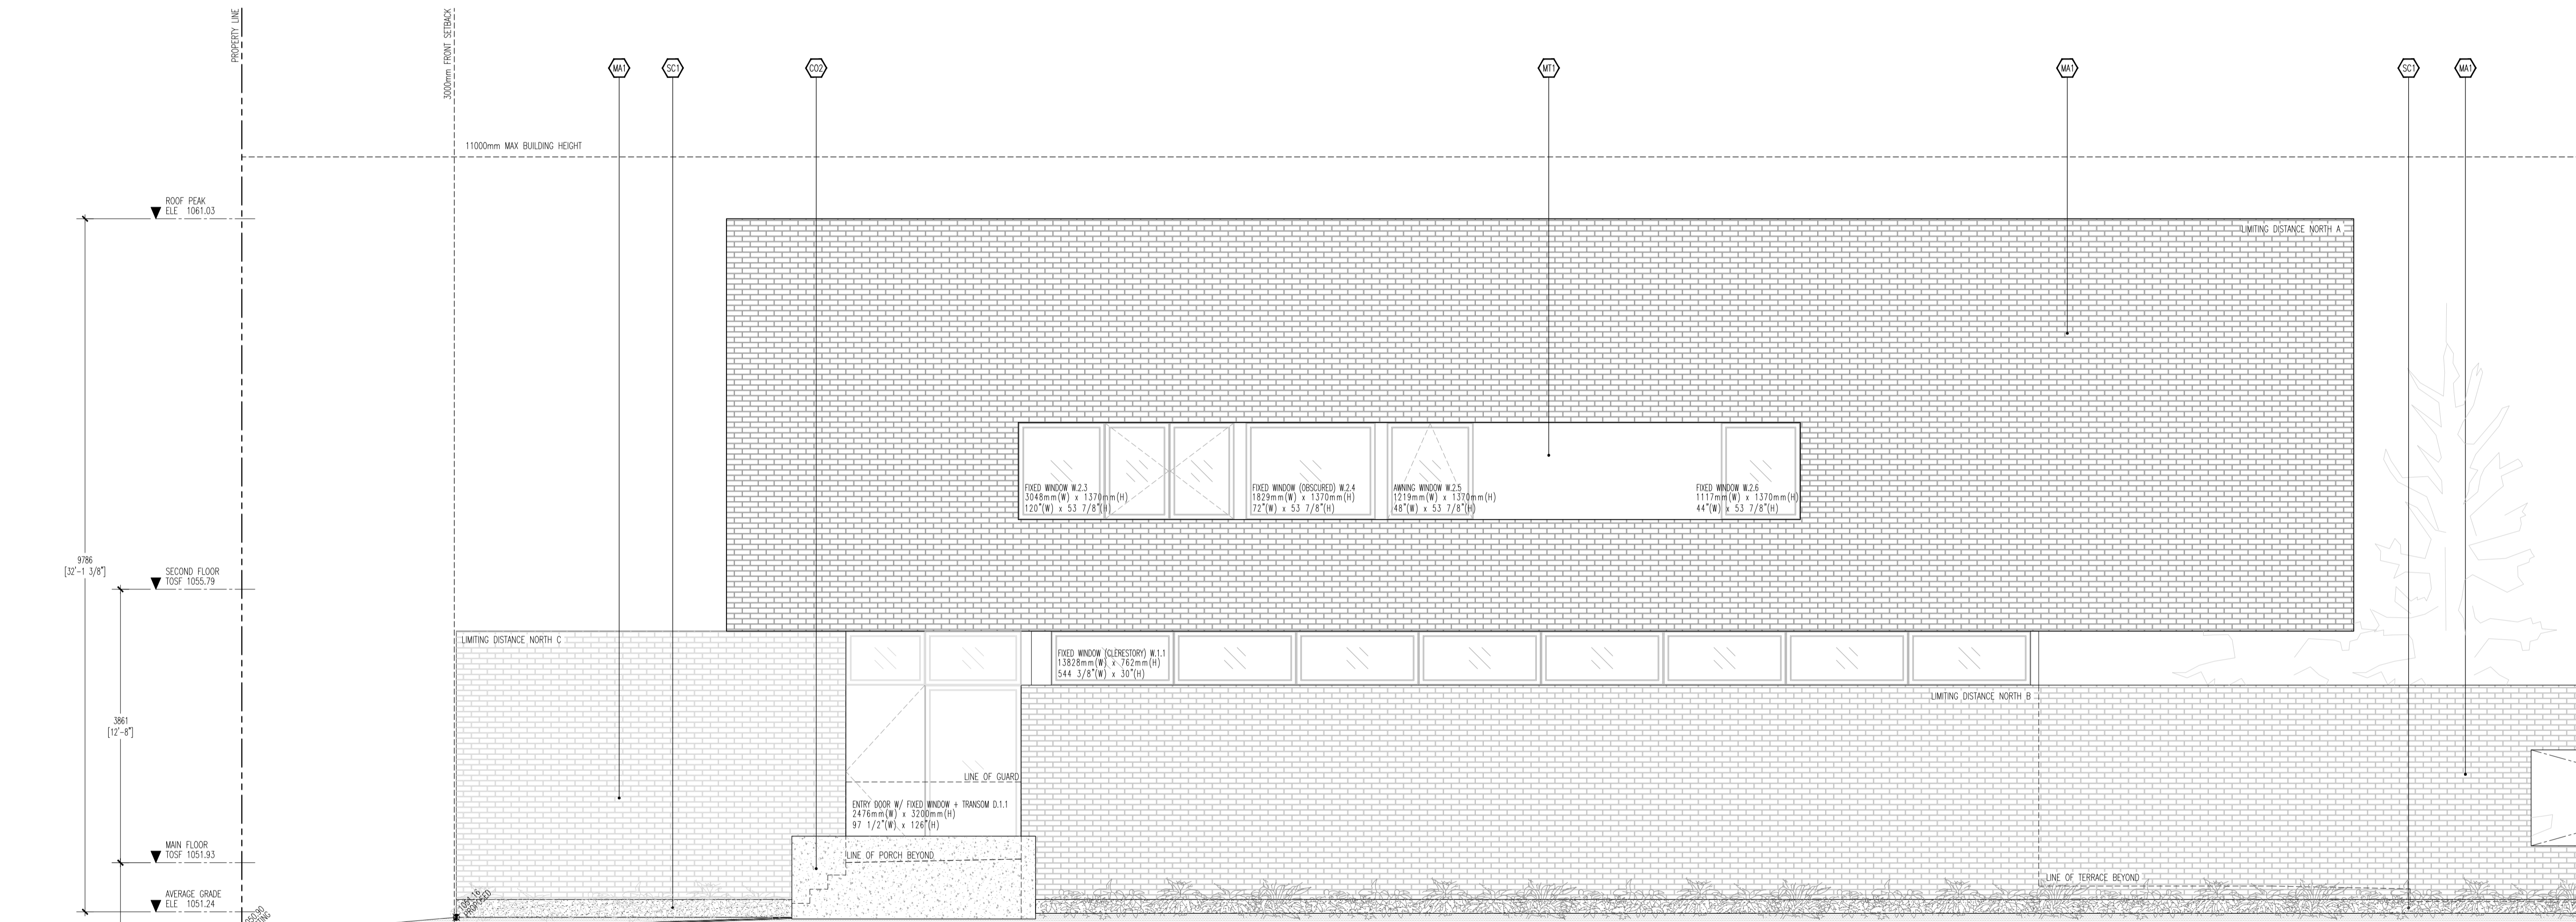 PROPERTY LINE
3000mm FRONT SETBACK
MA1
SC1
CO2
MT1
MA1
SC1
MA1
11000mm MAX BUILDING HEIGHT
ROOF PEAK
ELE 1061.03
LIMITING DISTANCE NORTH A
FIXED WINDOW W.2.3
3048mm(W) x 1370mm(H)
120"(W) x 53 7/8"(H)
FIXED WINDOW (OBSCURED) W.2.4
1829mm(W) x 1370mm(H)
72"(W) x 53 7/8"(H)
AWNING WINDOW W.2.5
1219mm(W) x 1370mm(H)
48"(W) x 53 7/8"(H)
FIXED WINDOW W.2.6
1117mm(W) x 1370mm(H)
44"(W) x 53 7/8"(H)
9786
[32'-1 3/8"]
SECOND FLOOR
TOSF 1055.79
LIMITING DISTANCE NORTH C
FIXED WINDOW (CLERESTORY) W.1.1
13828mm(W) x 762mm(H)
544 3/8"(W) x 30"(H)
LIMITING DISTANCE NORTH B
3861
[12'-8"]
LINE OF GUARD
ENTRY DOOR W/ FIXED WINDOW + TRANSOM D.1.1
2476mm(W) x 3200mm(H)
97 1/2"(W) x 126"(H)
MAIN FLOOR
TOSF 1051.93
LINE OF PORCH BEYOND
LINE OF TERRACE BEYOND
AVERAGE GRADE
ELE 1051.24
1051.16
PROPOSED